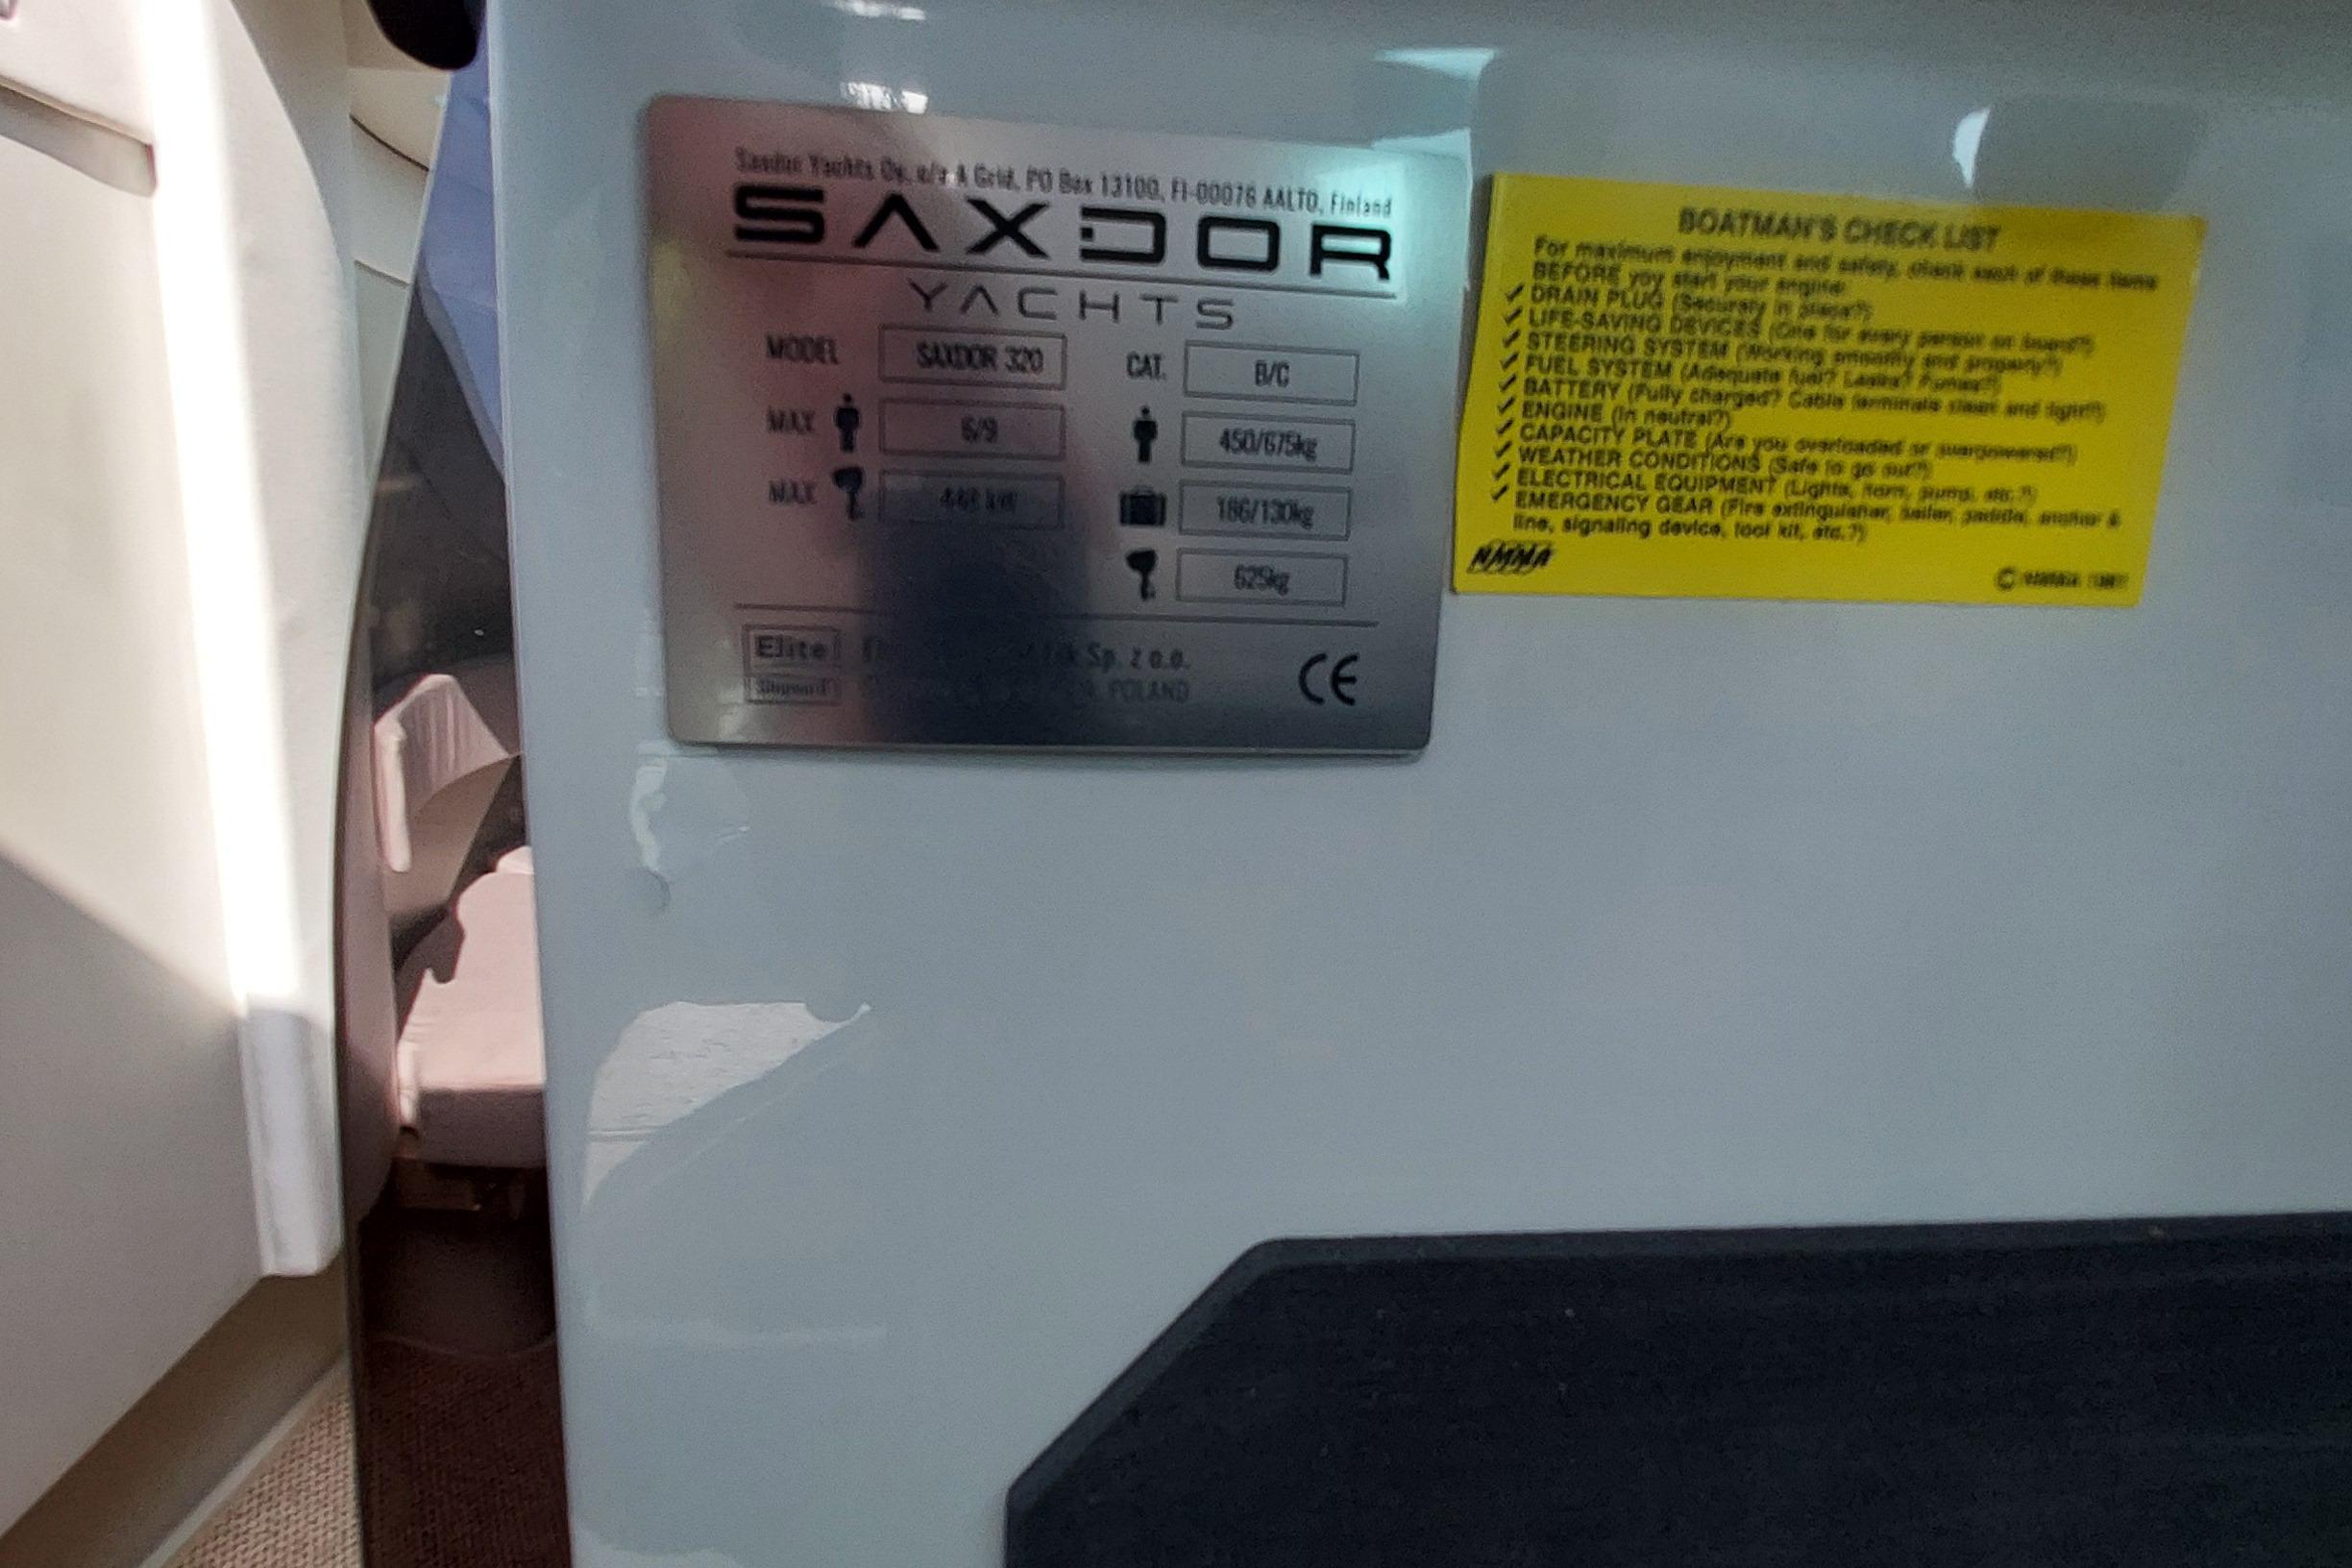 Saxdor Yachts Oy, c/o A Grid, PO Box 13100, FI-00076 AALTO, Finland
SAXDOR
YACHTS
MODEL SAXDOR 320 CAT. B/C
MAX 6/9 450/675kg
MAX 186/130kg
625kg
Elite Sp. z o.o.
Shipyard POLAND
CE
BOATMAN'S CHECK LIST
For maximum enjoyment and safety, check each of these items
BEFORE yoy start your engine:
✓ DRAIN PLUG (Securely in place?)
✓ LIFE-SAVING DEVICES (One for every person on board?)
✓ STEERING SYSTEM (Working smoothly and properly?)
✓ FUEL SYSTEM (Adequate fuel? Leaks? Fumes?)
✓ BATTERY (Fully charged? Cable terminals clean and tight?)
✓ ENGINE (In neutral?)
✓ CAPACITY PLATE (Are you overloaded or overpowered?)
✓ WEATHER CONDITIONS (Safe to go out?)
✓ ELECTRICAL EQUIPMENT (Lights, horn, pump, etc.?)
✓ EMERGENCY GEAR (Fire extinguisher, bailer, paddle, anchor &
line, signaling device, tool kit, etc.?)
NMMA
©